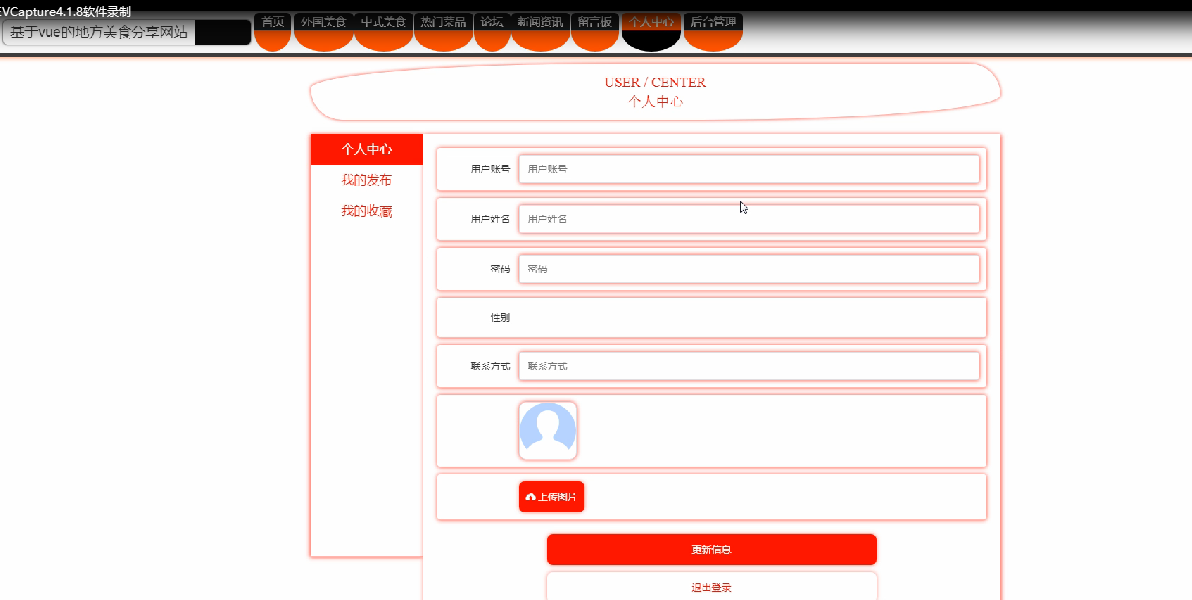 EVCapture4.1.8软件录制
基于vue的地方美食分享网站
首页 外国美食 中式美食 热门菜品 论坛 新闻资讯 留言板 个人中心 后台管理
USER / CENTER
个人中心
个人中心
我的发布
我的收藏
用户账号 用户账号
用户姓名 用户姓名
密码 密码
性别
联系方式 联系方式
上传图片
更新信息
退出登录